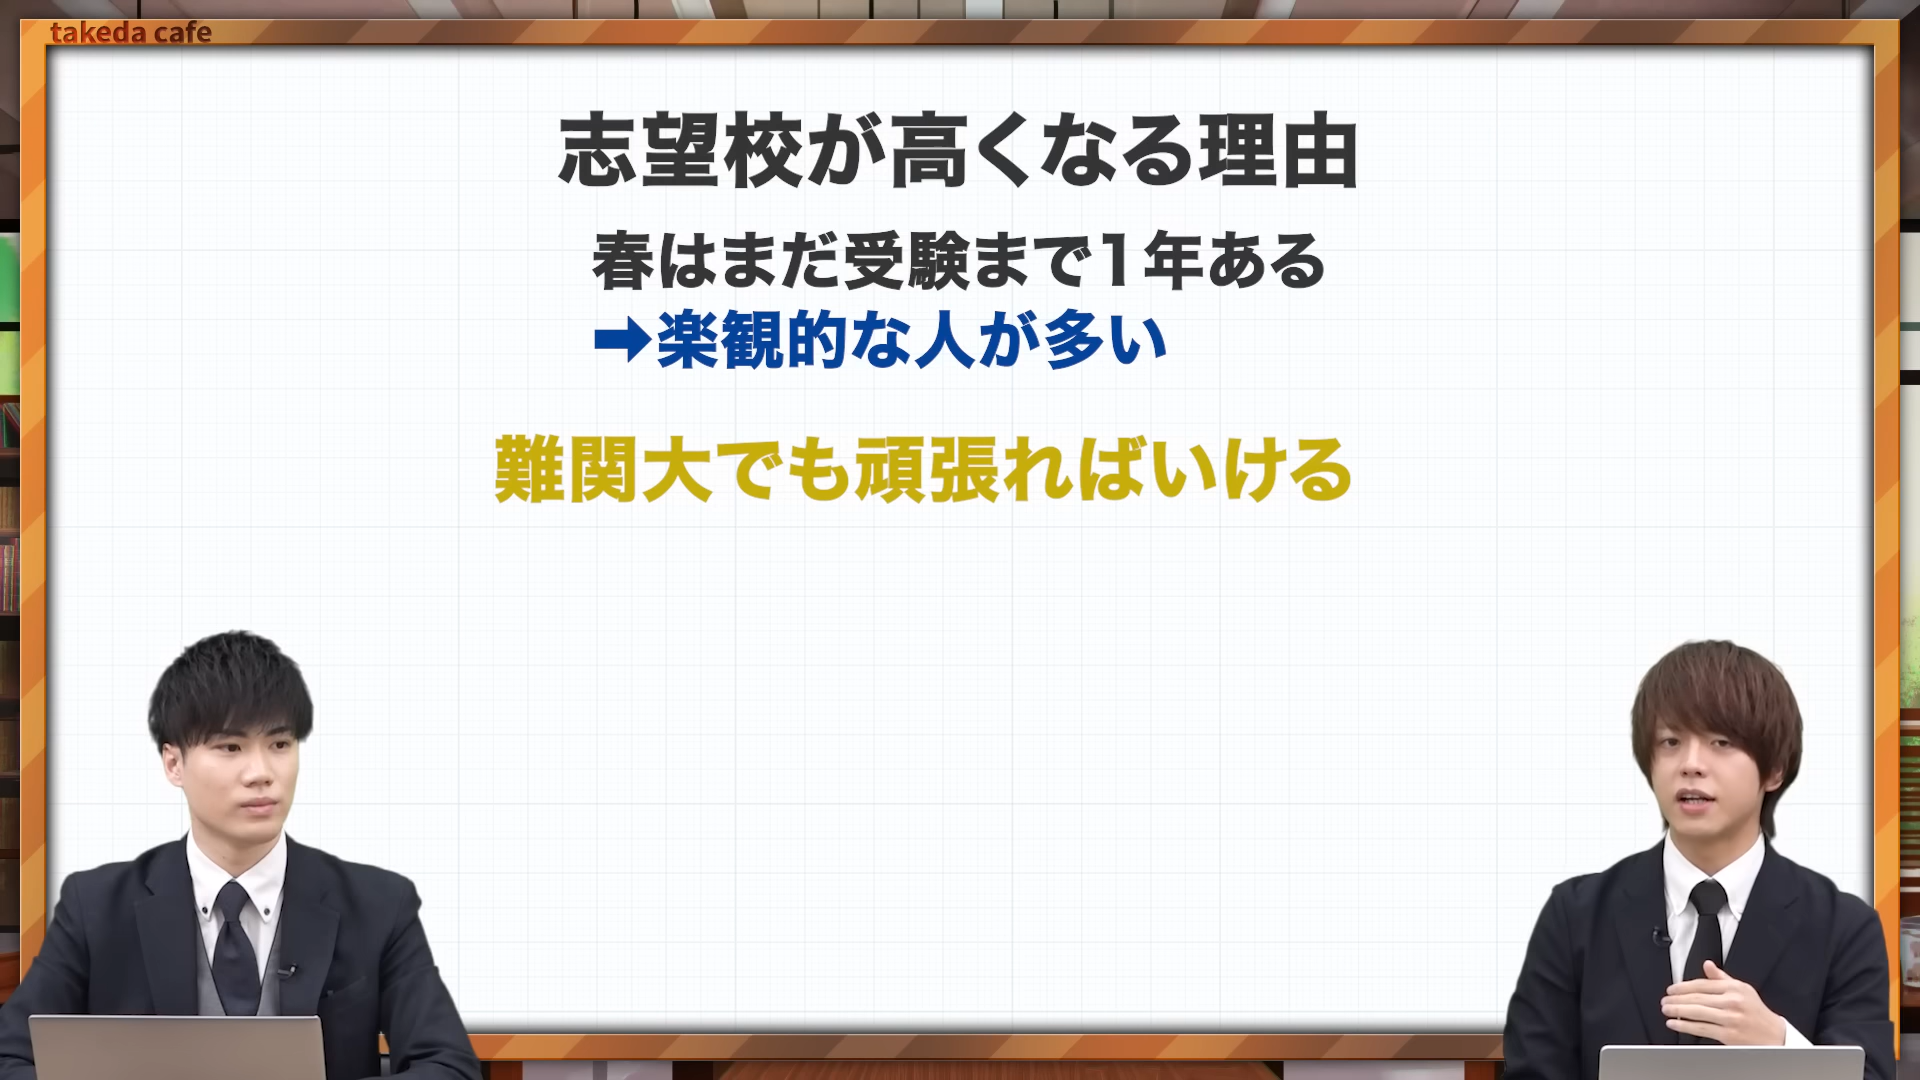 takeda cafe
志望校が高くなる理由
春はまだ受験まで1年ある
➡楽観的な人が多い
難関大でも頑張ればいける